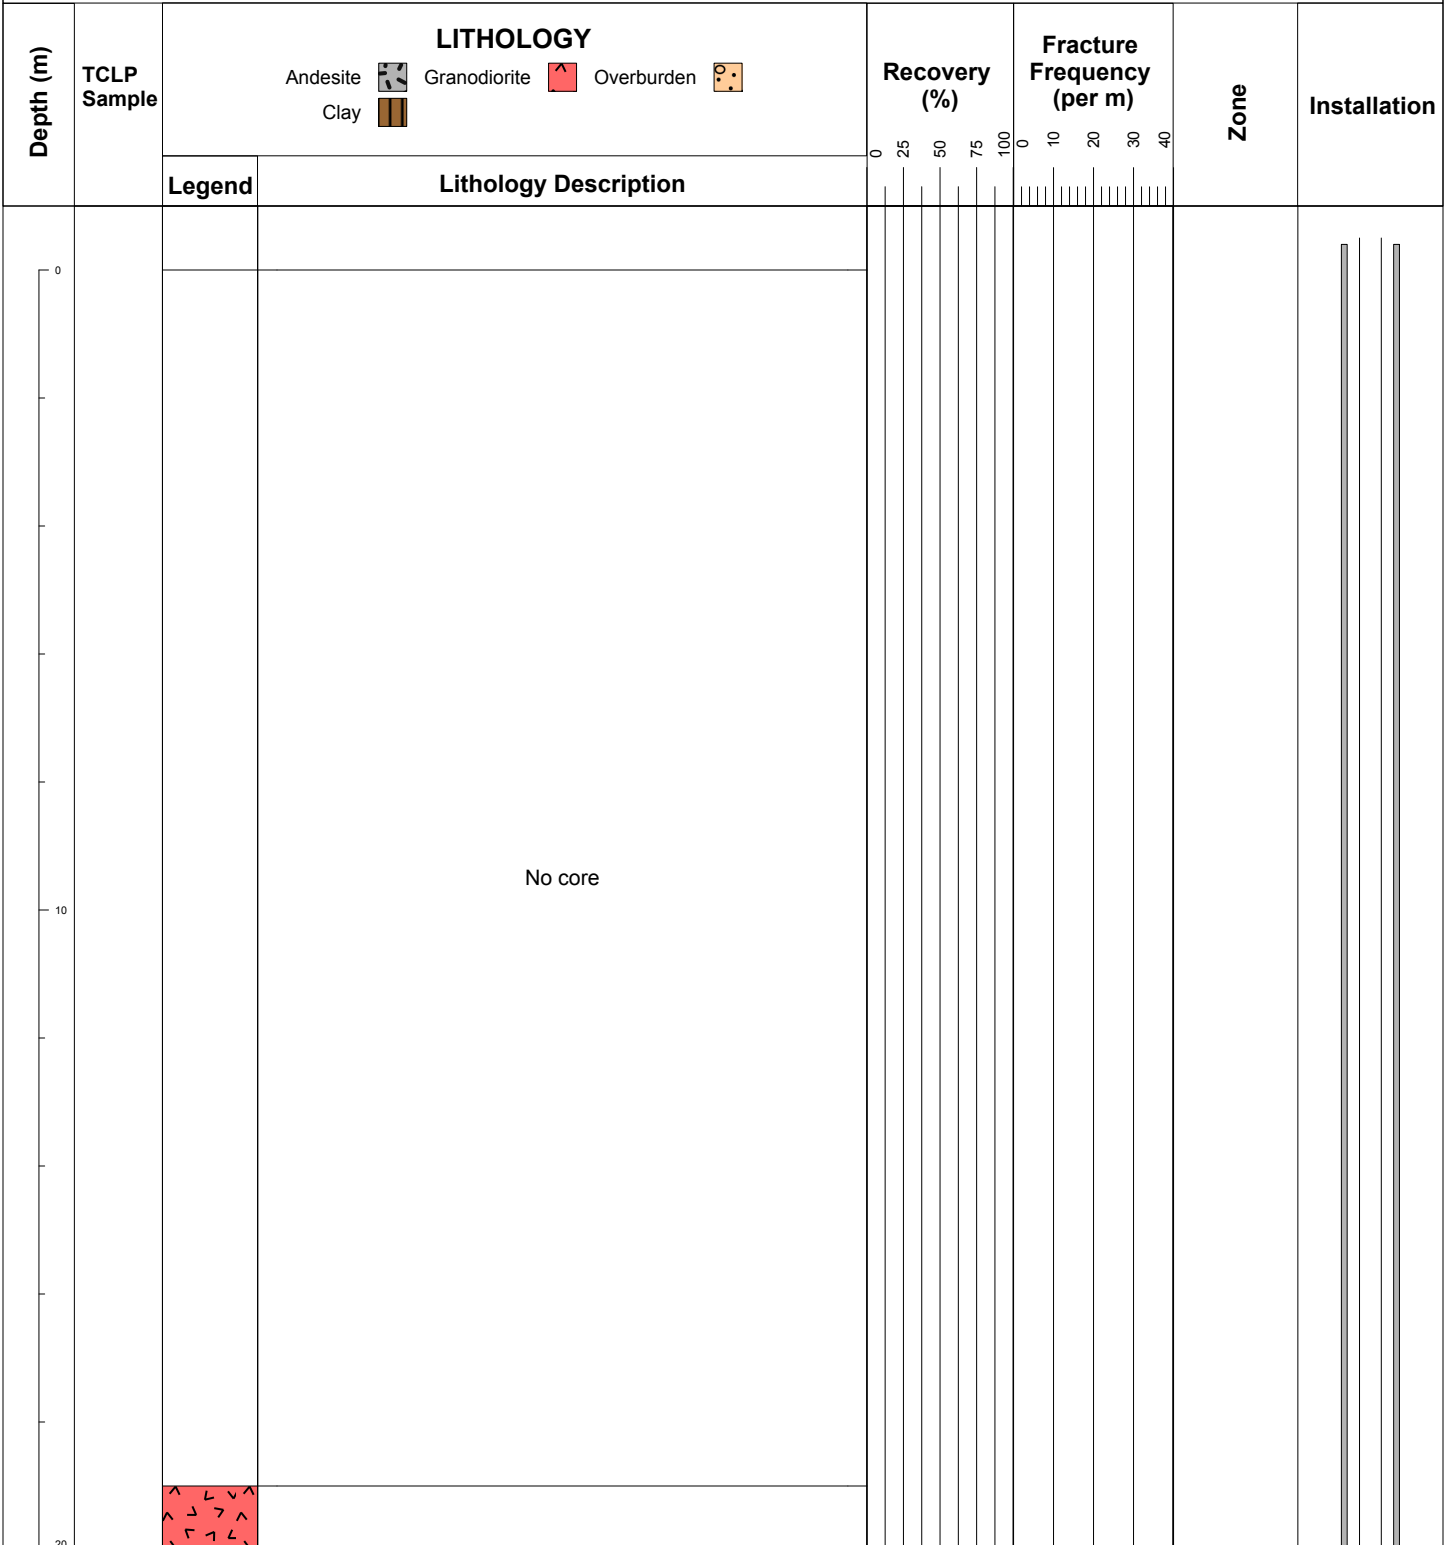 Depth (m)
TCLP
Sample
LITHOLOGY
Andesite Granodiorite Overburden
Clay
Legend
Lithology Description
Recovery
(%)
0 25 50 75 100
Fracture
Frequency
(per m)
0 10 20 30 40
Zone
Installation
0
No core
10
20